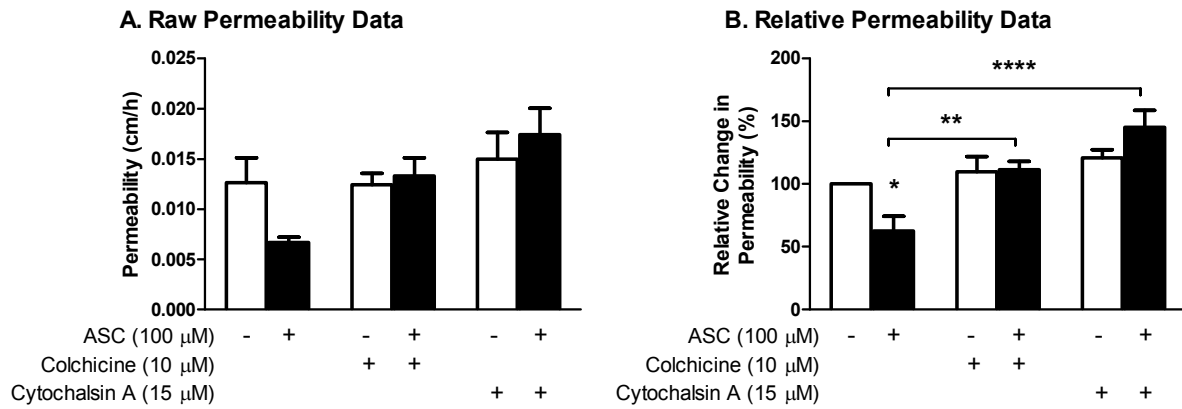 A. Raw Permeability Data
Permeability (cm/h)
0.025
0.020
0.015
0.010
0.005
0.000
ASC (100 μM) - + - + - +
Colchicine (10 μM) + +
Cytochalsin A (15 μM) + +
B. Relative Permeability Data
Relative Change in
Permeability (%)
200
150
100
50
0
****
**
*
ASC (100 μM) - + - + - +
Colchicine (10 μM) + +
Cytochalsin A (15 μM) + +